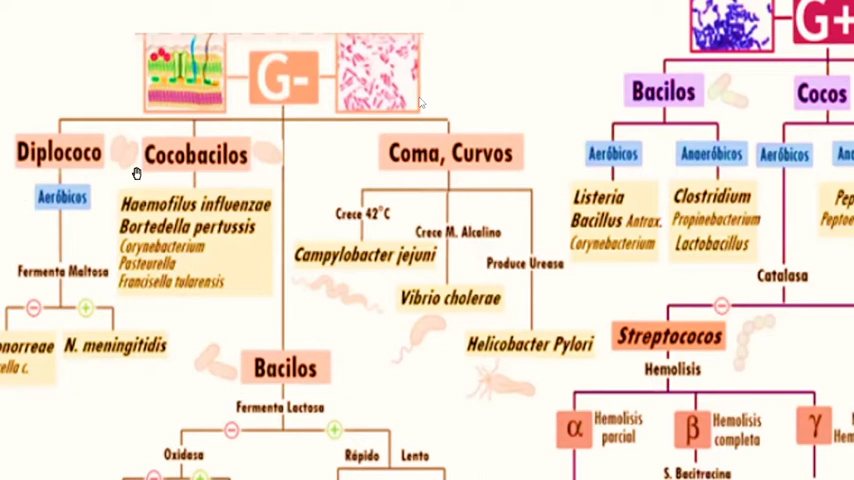 G-
G+
Bacilos
Cocos
Diplococo
Cocobacilos
Coma, Curvos
Aeróbicos
Anaeróbicos
Aeróbicos
Aeróbicos
Haemofilus influenzae
Bortedella pertussis
Corynebacterium
Pasteurella
Francisella tularensis
Crece 42°C
Crece M. Alcalino
Produce Ureasa
Listeria
Bacillus Antrax.
Corynebacterium
Clostridium
Propinebacterium
Lactobacillus
Campylobacter jejuni
Fermenta Maltosa
Vibrio cholerae
Catalasa
N. meningitidis
Helicobacter Pylori
Streptococos
Bacilos
Hemolisis
Fermenta Lactosa
α Hemolisis parcial
β Hemolisis completa
γ
Oxidasa
Rápido
Lento
S. Bacitracina